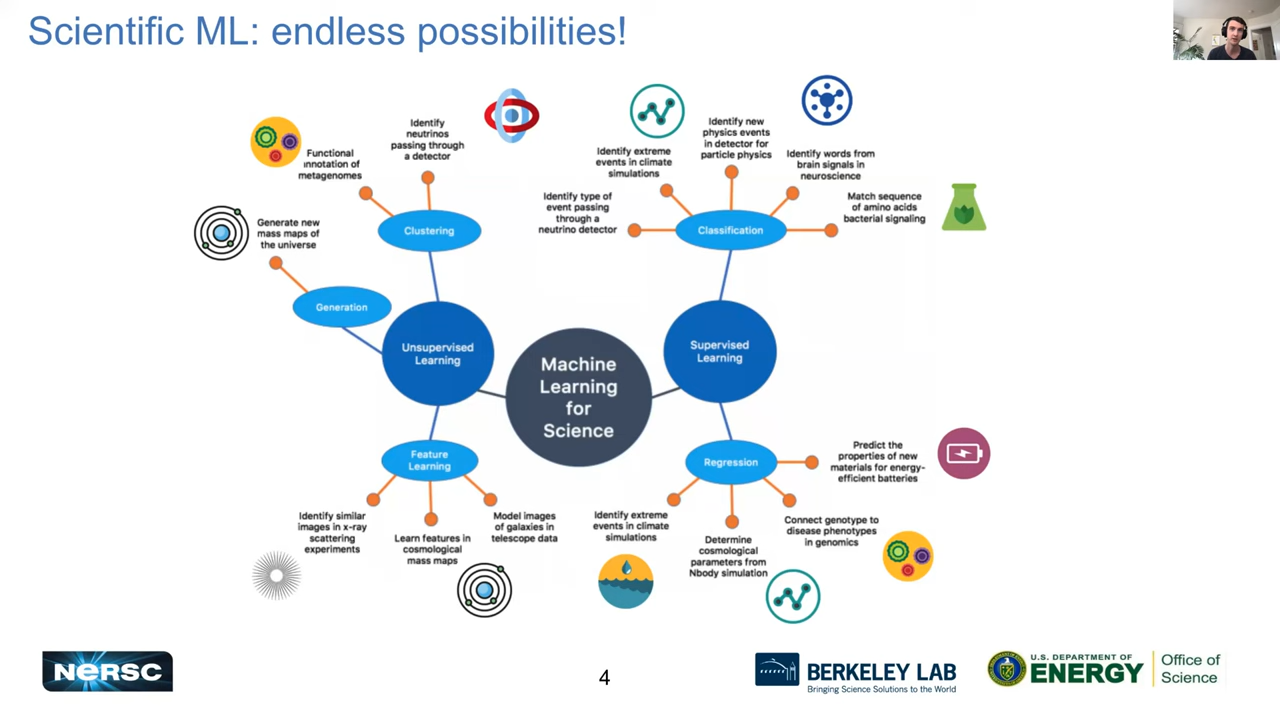 Scientific ML: endless possibilities!
Identify
neutrinos
passing through
a detector
Functional
annotation of
metagenomes
Generate new
mass maps of
the universe
Clustering
Generation
Unsupervised
Learning
Feature
Learning
Identify similar
images in x-ray
scattering
experiments
Learn features in
cosmological
mass maps
Model images
of galaxies in
telescope data
Machine
Learning
for
Science
Identify new
physics events
in detector for
particle physics
Identify extreme
events in climate
simulations
Identify words from
brain signals in
neuroscience
Identify type of
event passing
through a
neutrino detector
Match sequence
of amino acids
bacterial signaling
Classification
Supervised
Learning
Regression
Predict the
properties of new
materials for energy-
efficient batteries
Connect genotype to
disease phenotypes
in genomics
Identify extreme
events in climate
simulations
Determine
cosmological
parameters from
Nbody simulation
NERSC
4
BERKELEY LAB
Bringing Science Solutions to the World
U.S. DEPARTMENT OF
ENERGY
Office of
Science